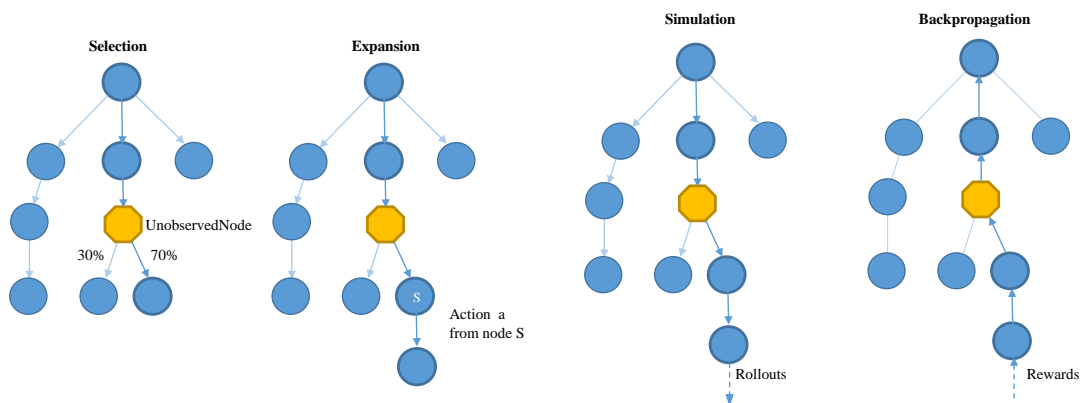 Selection
Expansion
Simulation
Backpropagation
UnobservedNode
30%
70%
S
Action a
from node S
Rollouts
Rewards